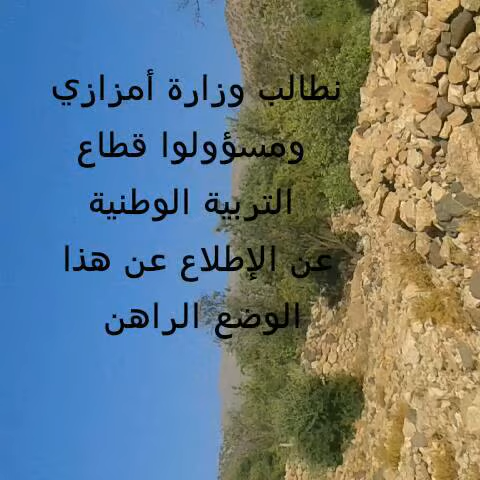 نطالب وزارة أمزازي
ومسؤولوا قطاع
التربية الوطنية
عن الإطلاع عن هذا
الوضع الراهن